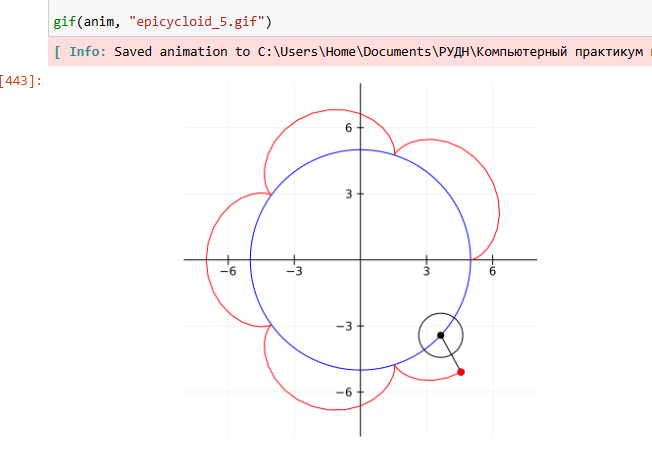 gif(anim, "epicycloid_5.gif")
[ Info: Saved animation to C:\Users\Home\Documents\РУДН\Компьютерный практикум
[443]:
6
3
−6 −3 3 6
−3
−6